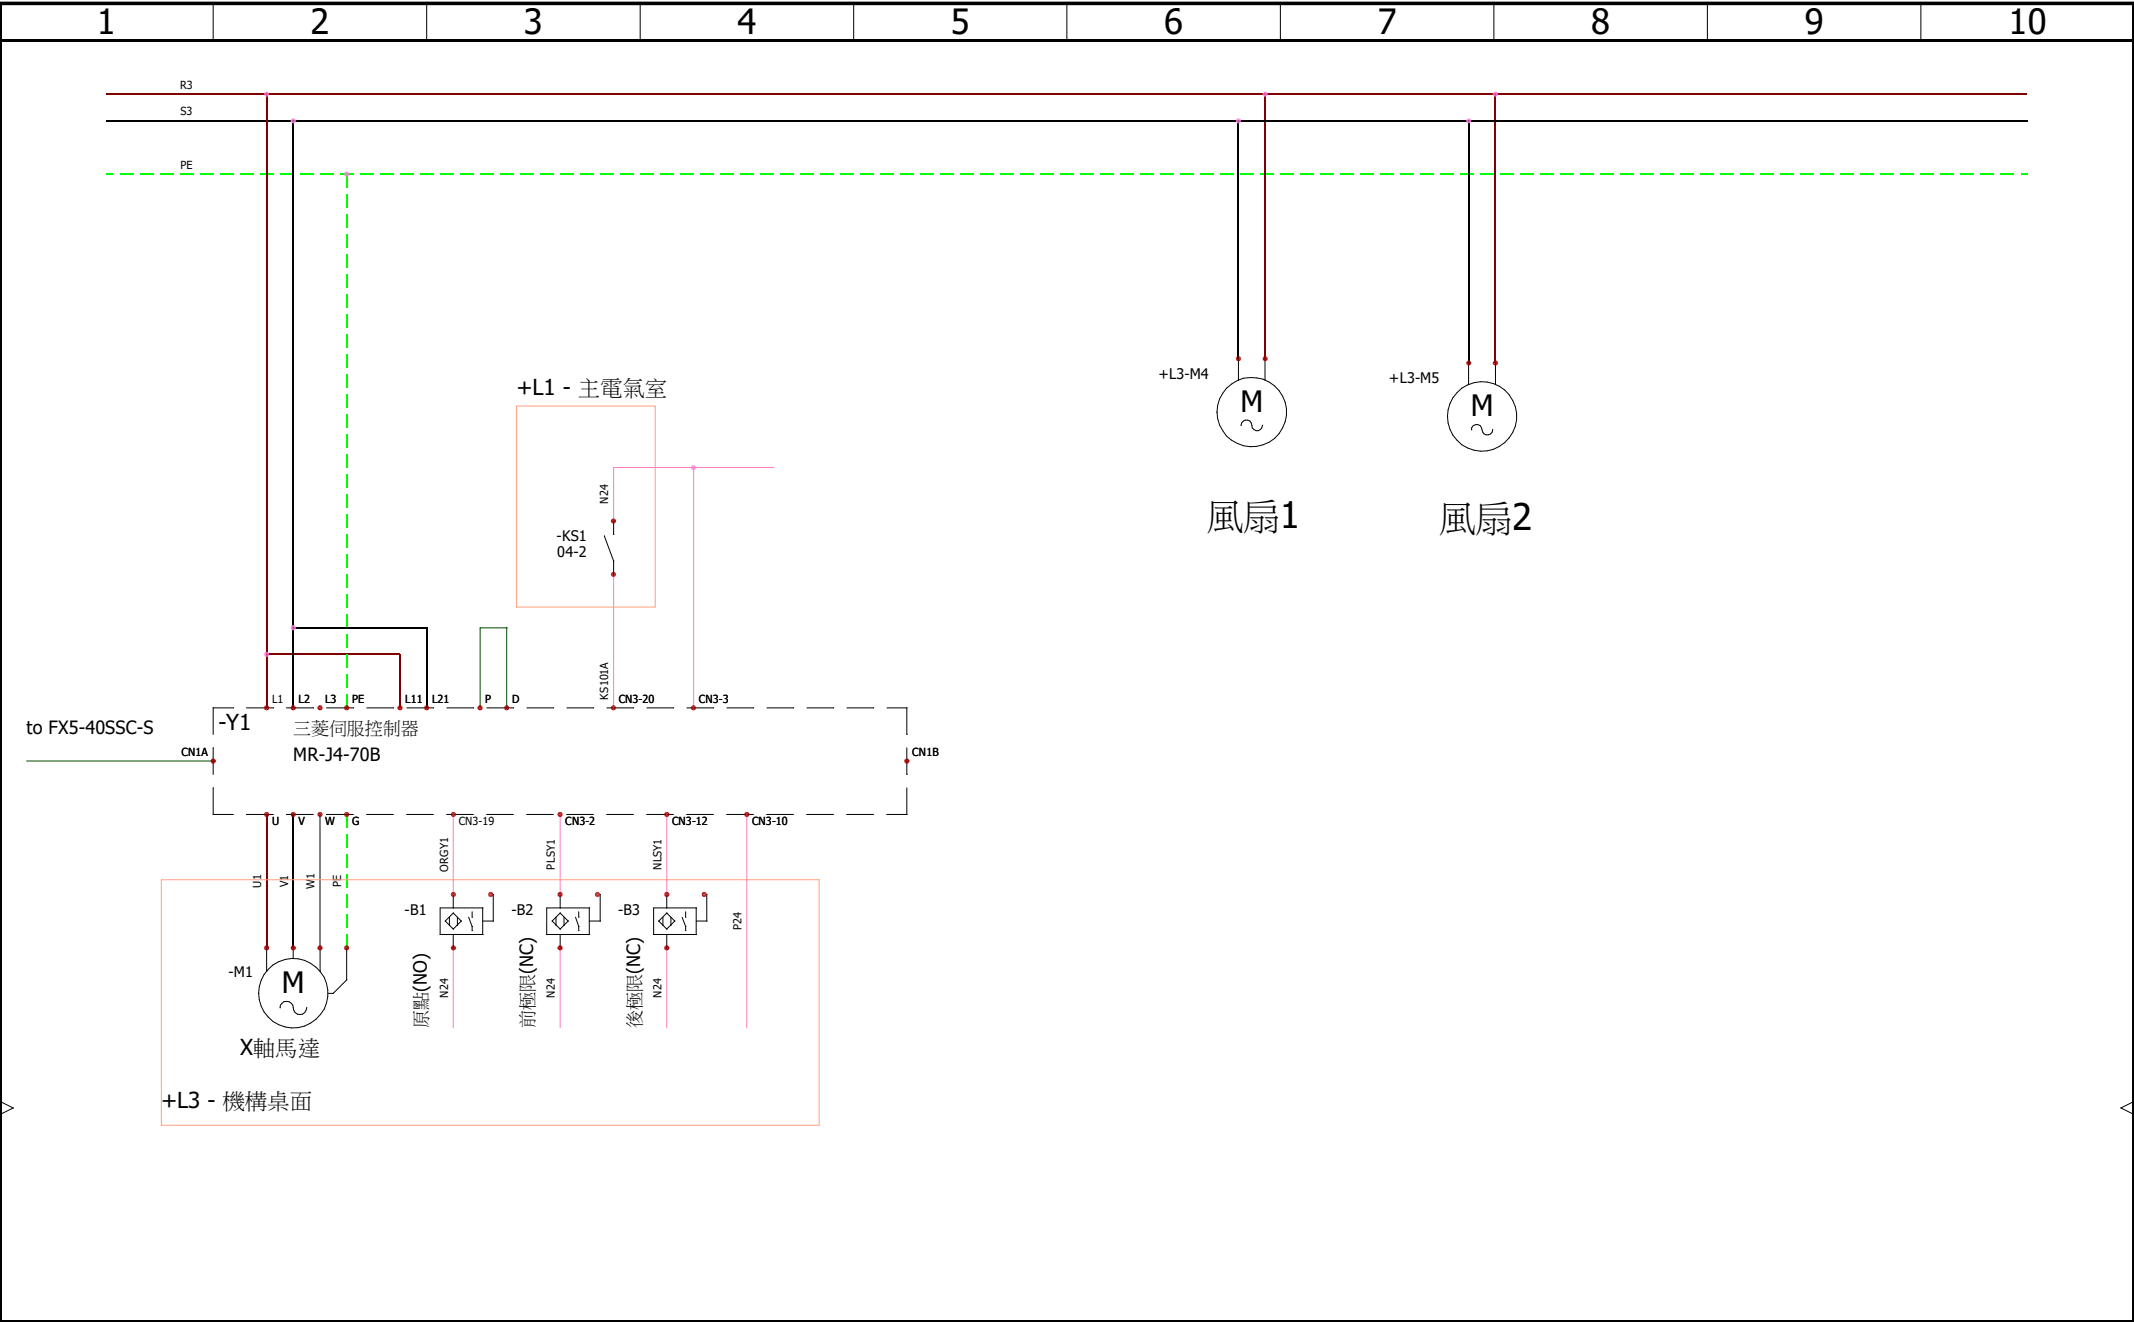 1 2 3 4 5 6 7 8 9 10
R3
S3
PE
+L3-M4
+L3-M5
M
M
風扇1
風扇2
+L1 - 主電氣室
N24
-KS1
04-2
KS101A
L1 L2 L3 PE L11 L21 P D CN3-20 CN3-3
to FX5-40SSC-S
-Y1
三菱伺服控制器
MR-J4-70B
CN1A
CN1B
U V W G CN3-19 CN3-2 CN3-12 CN3-10
ORGY1
PLSY1
NLSY1
U1
V1
W1
PE
-B1
-B2
-B3
P24
-M1
M
原點(NO)
N24
前極限(NC)
N24
後極限(NC)
N24
X軸馬達
+L3 - 機構桌面